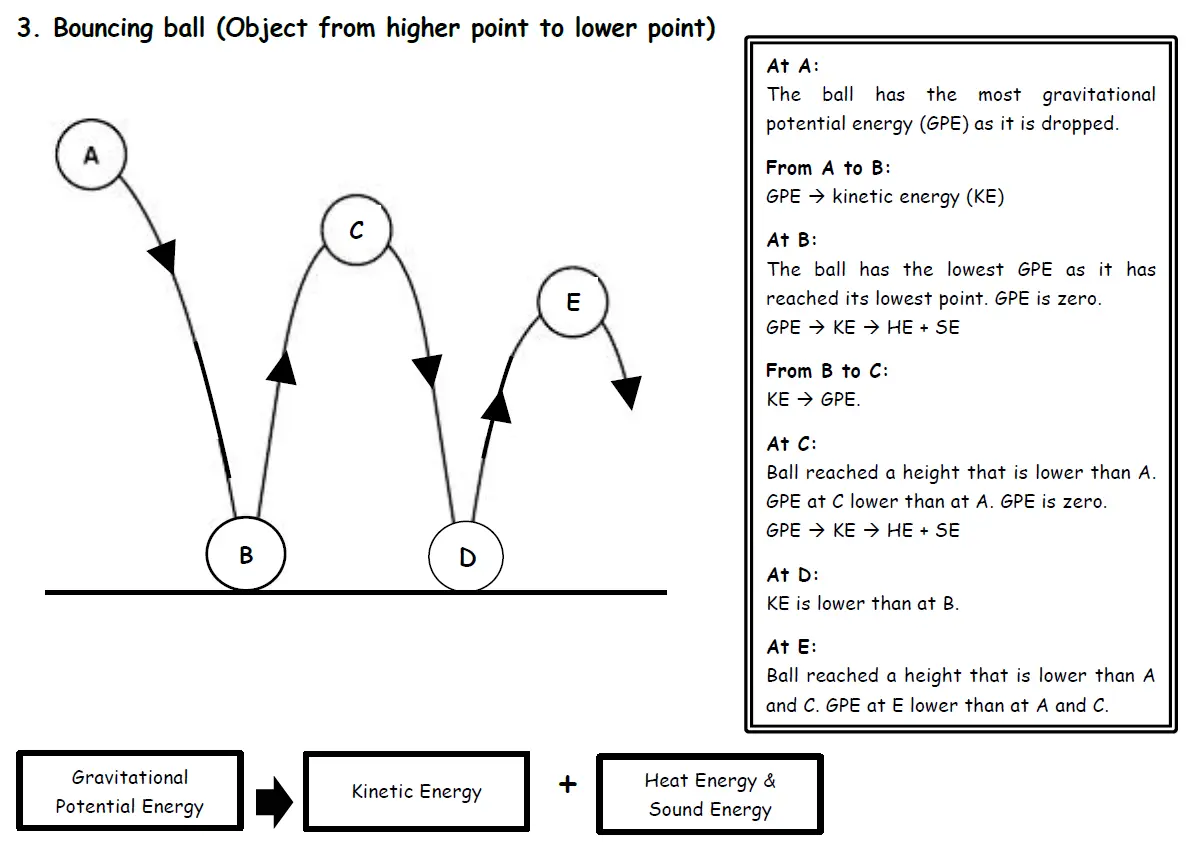 3. Bouncing ball (Object from higher point to lower point)
A
B
C
D
E
At A:
The ball has the most gravitational
potential energy (GPE) as it is dropped.
From A to B:
GPE → kinetic energy (KE)
At B:
The ball has the lowest GPE as it has
reached its lowest point. GPE is zero.
GPE → KE → HE + SE
From B to C:
KE → GPE.
At C:
Ball reached a height that is lower than A.
GPE at C lower than at A. GPE is zero.
GPE → KE → HE + SE
At D:
KE is lower than at B.
At E:
Ball reached a height that is lower than A
and C. GPE at E lower than at A and C.
Gravitational
Potential Energy
Kinetic Energy
+
Heat Energy &
Sound Energy